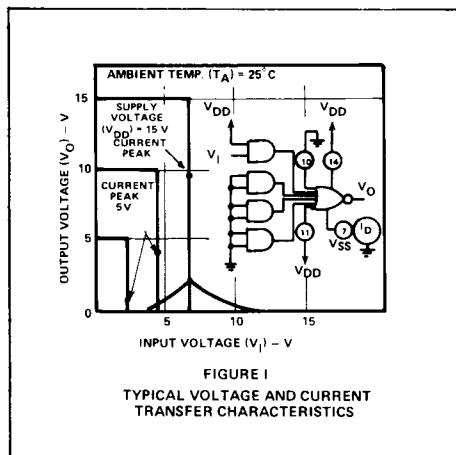 AMBIENT TEMP. (TA) = 25°C
15
SUPPLY
VOLTAGE
(VDD) = 15 V
CURRENT
PEAK
10
CURRENT
PEAK
5V
5
0
5
10
15
OUTPUT VOLTAGE (VO) – V
INPUT VOLTAGE (VI) – V
VDD
VI
VDD
10
14
VO
11
7
ID
VSS
VDD
FIGURE I
TYPICAL VOLTAGE AND CURRENT
TRANSFER CHARACTERISTICS